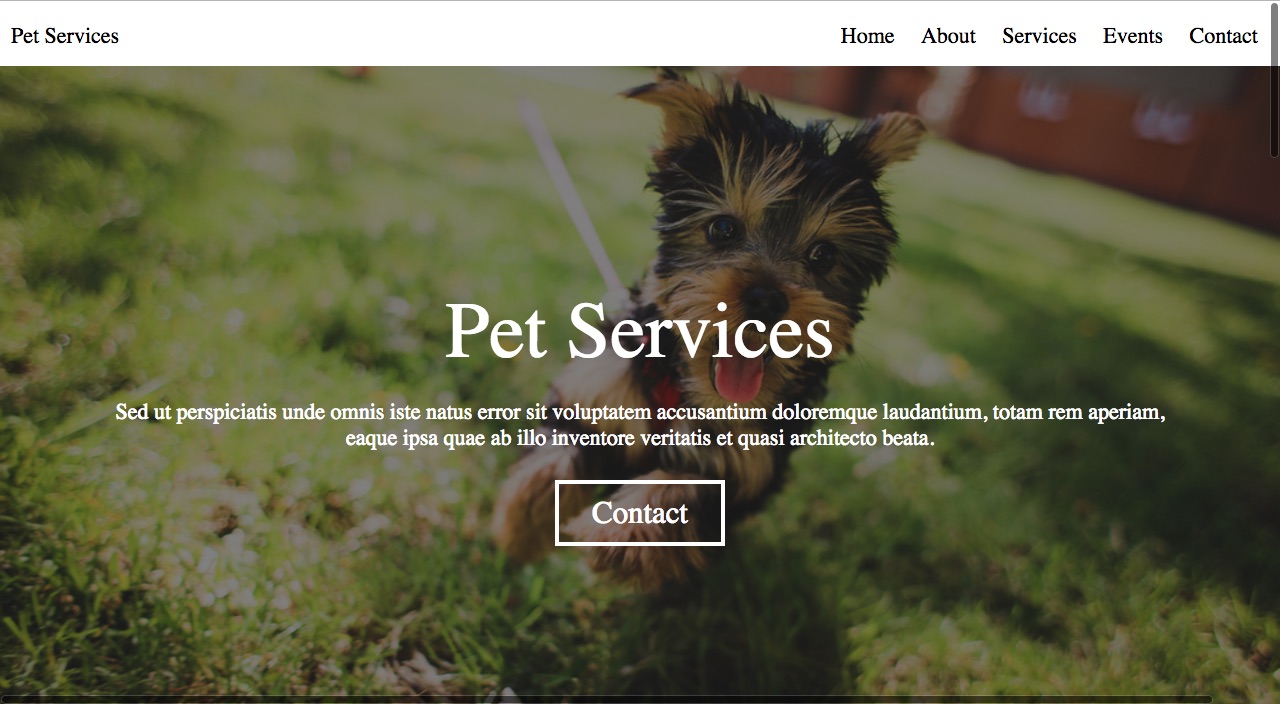 Pet Services
Home About Services Events Contact
Pet Services
Sed ut perspiciatis unde omnis iste natus error sit voluptatem accusantium doloremque laudantium, totam rem aperiam,
eaque ipsa quae ab illo inventore veritatis et quasi architecto beata.
Contact